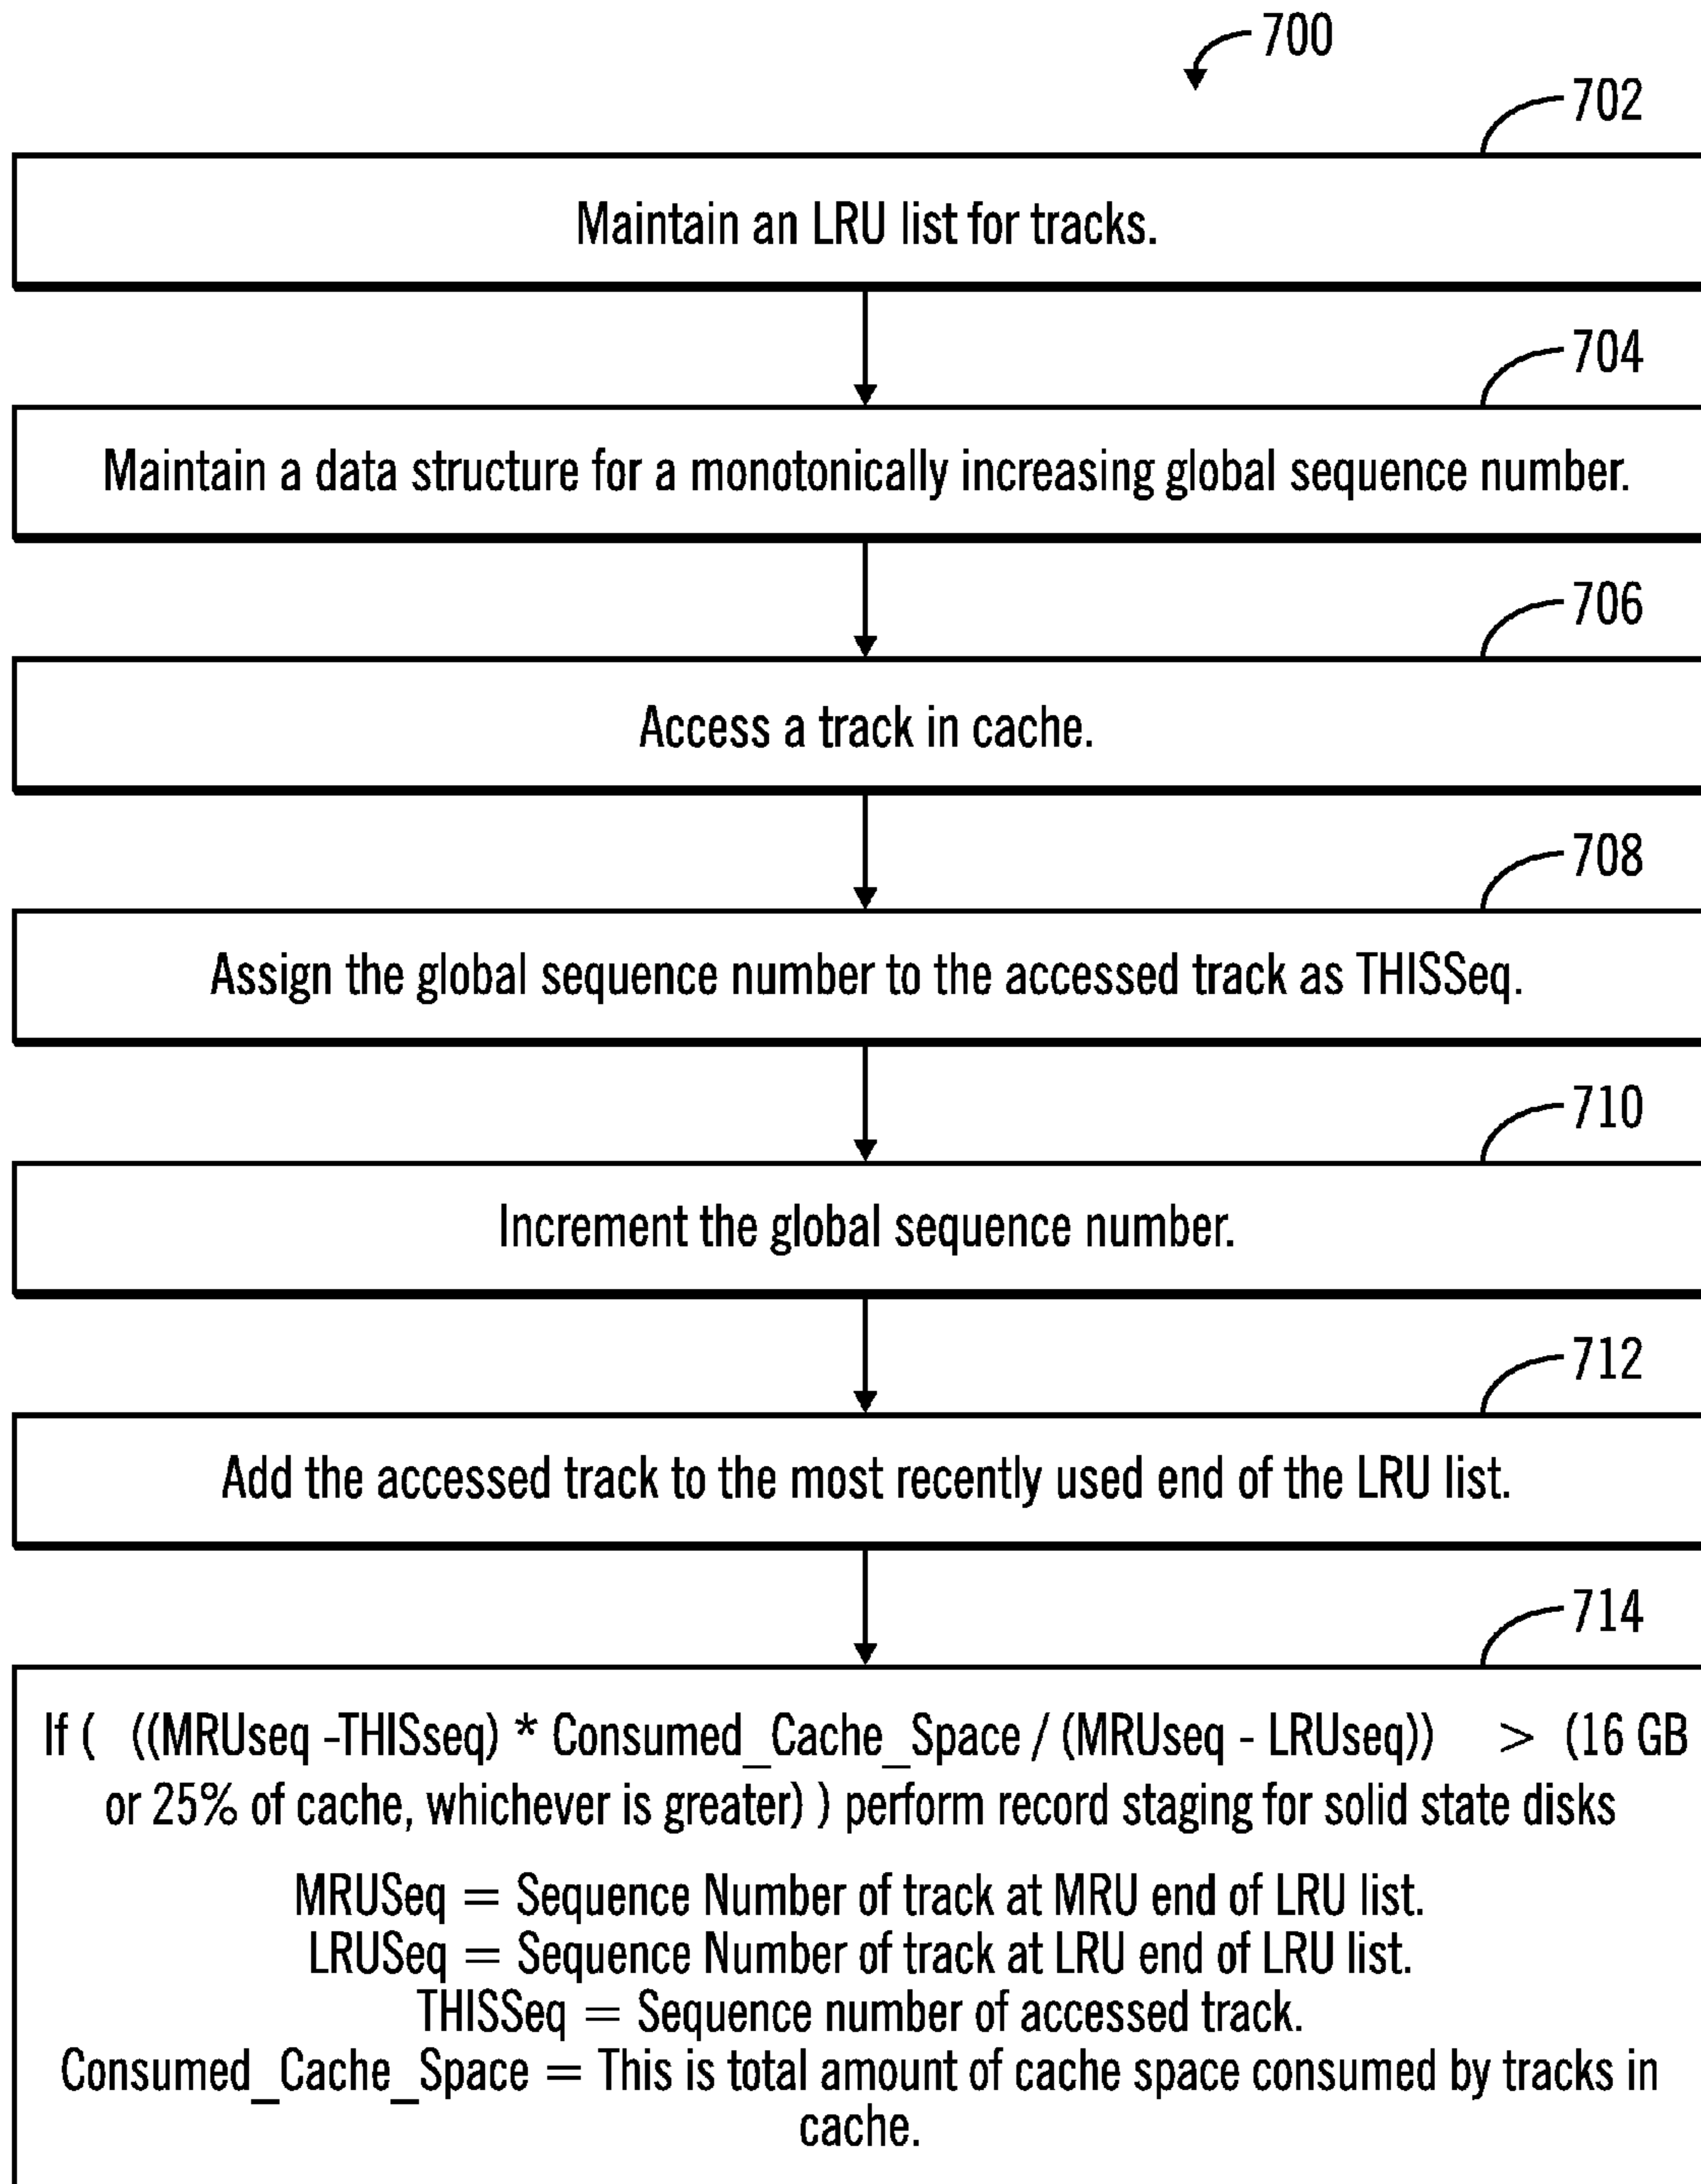 700
702
Maintain an LRU list for tracks.
704
Maintain a data structure for a monotonically increasing global sequence number.
706
Access a track in cache.
708
Assign the global sequence number to the accessed track as THISSeq.
710
Increment the global sequence number.
712
Add the accessed track to the most recently used end of the LRU list.
714
If ( ((MRUseq -THISseq) * Consumed_Cache_Space / (MRUseq - LRUseq)) > (16 GB
or 25% of cache, whichever is greater) ) perform record staging for solid state disks
MRUSeq = Sequence Number of track at MRU end of LRU list.
LRUSeq = Sequence Number of track at LRU end of LRU list.
THISSeq = Sequence number of accessed track.
Consumed_Cache_Space = This is total amount of cache space consumed by tracks in
cache.